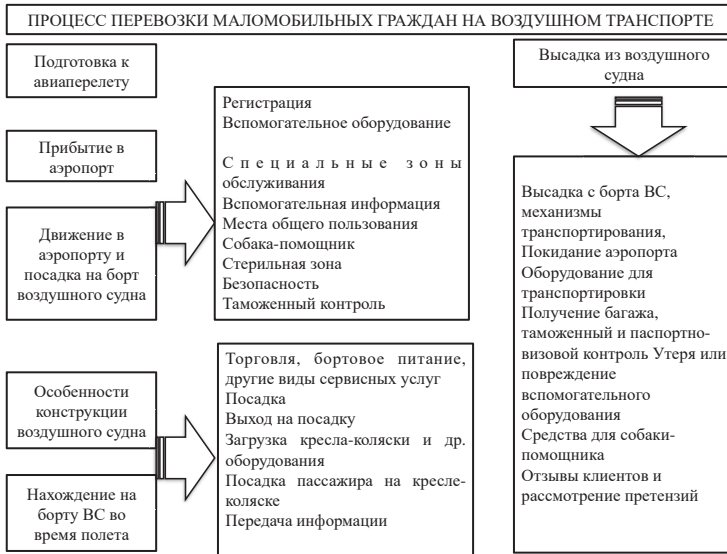 ПРОЦЕСС ПЕРЕВОЗКИ МАЛОМОБИЛЬНЫХ ГРАЖДАН НА ВОЗДУШНОМ ТРАНСПОРТЕ
Подготовка к
авиаперелету
Прибытие в
аэропорт
Движение в
аэропорту и
посадка на борт
воздушного судна
Регистрация
Вспомогательное оборудование
Специальные зоны
обслуживания
Вспомогательная информация
Места общего пользования
Собака-помощник
Стерильная зона
Безопасность
Таможенный контроль
Особенности
конструкции
воздушного судна
Нахождение на
борту ВС во
время полета
Торговля, бортовое питание,
другие виды сервисных услуг
Посадка
Выход на посадку
Загрузка кресла-коляски и др.
оборудования
Посадка пассажира на кресле-
коляске
Передача информации
Высадка из воздушного
судна
Высадка с борта ВС,
механизмы
транспортирования,
Покидание аэропорта
Оборудование для
транспортировки
Получение багажа,
таможенный и паспортно-
визовой контроль Утеря или
повреждение
вспомогательного
оборудования
Средства для собаки-
помощника
Отзывы клиентов и
рассмотрение претензий